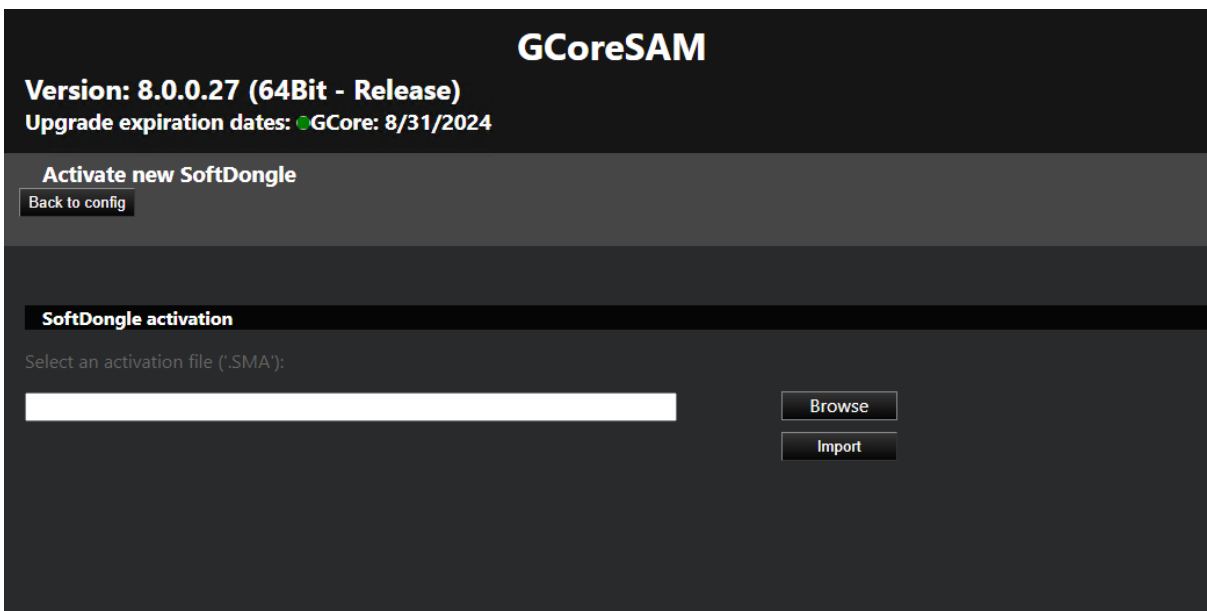 GCoreSAM
Version: 8.0.0.27 (64Bit - Release)
Upgrade expiration dates: GCore: 8/31/2024
Activate new SoftDongle
Back to config
SoftDongle activation
Select an activation file ('.SMA'):
Browse
Import